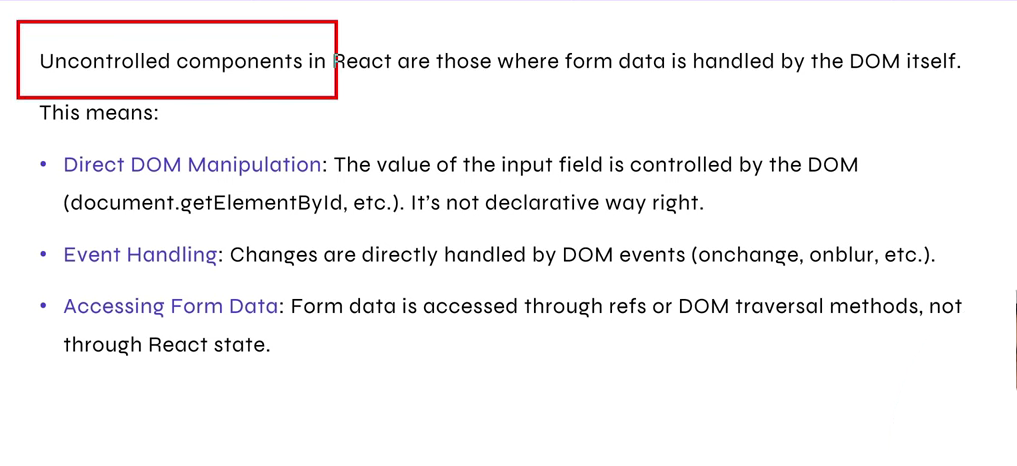 Uncontrolled components in React are those where form data is handled by the DOM itself.
This means:
• Direct DOM Manipulation: The value of the input field is controlled by the DOM
(document.getElementById, etc.). It’s not declarative way right.
• Event Handling: Changes are directly handled by DOM events (onchange, onblur, etc.).
• Accessing Form Data: Form data is accessed through refs or DOM traversal methods, not
through React state.